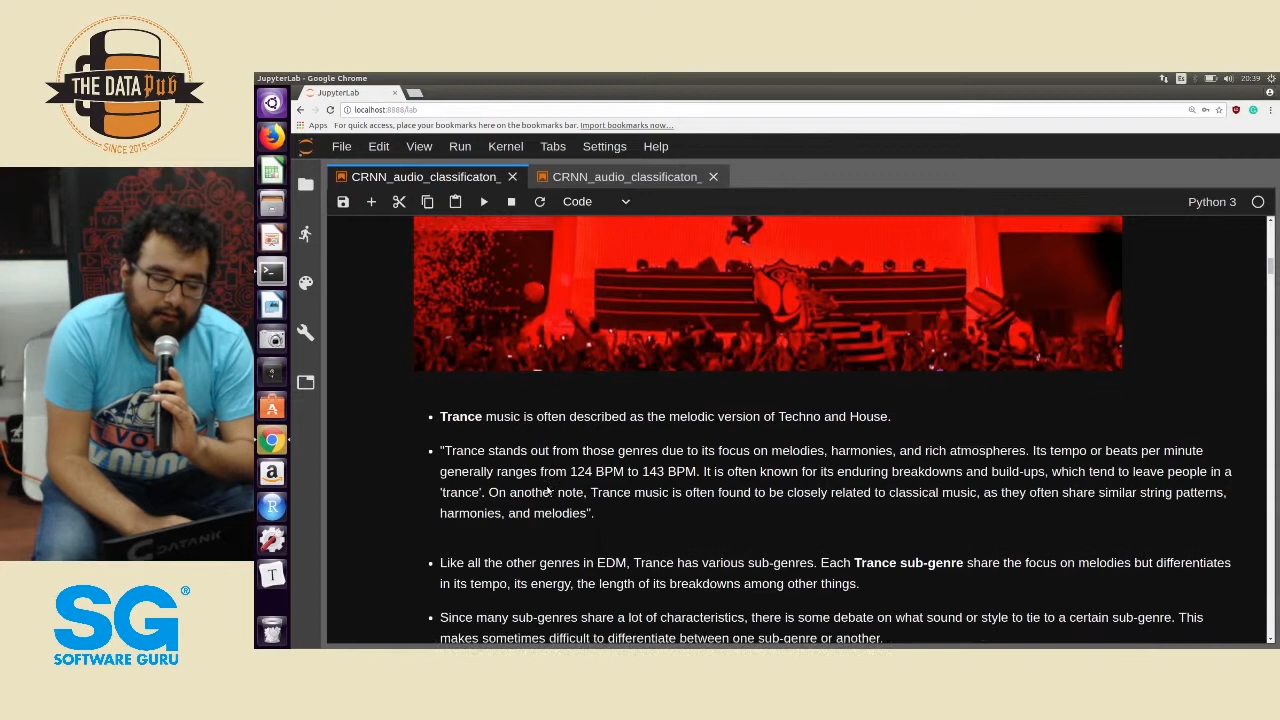 THE DATA Pub
SINCE 2015
JupyterLab - Google Chrome
Es
20:39
JupyterLab
localhost:8888/lab
Apps For quick access, place your bookmarks here on the bookmarks bar. Import bookmarks now...
File Edit View Run Kernel Tabs Settings Help
CRNN_audio_classificaton_
CRNN_audio_classificaton_
Code
Python 3
• Trance music is often described as the melodic version of Techno and House.
• "Trance stands out from those genres due to its focus on melodies, harmonies, and rich atmospheres. Its tempo or beats per minute
generally ranges from 124 BPM to 143 BPM. It is often known for its enduring breakdowns and build-ups, which tend to leave people in a
'trance'. On another note, Trance music is often found to be closely related to classical music, as they often share similar string patterns,
harmonies, and melodies".
• Like all the other genres in EDM, Trance has various sub-genres. Each Trance sub-genre share the focus on melodies but differentiates
in its tempo, its energy, the length of its breakdowns among other things.
• Since many sub-genres share a lot of characteristics, there is some debate on what sound or style to tie to a certain sub-genre. This
makes sometimes difficult to differentiate between one sub-genre or another.
DATANK
SG®
SOFTWARE GURU